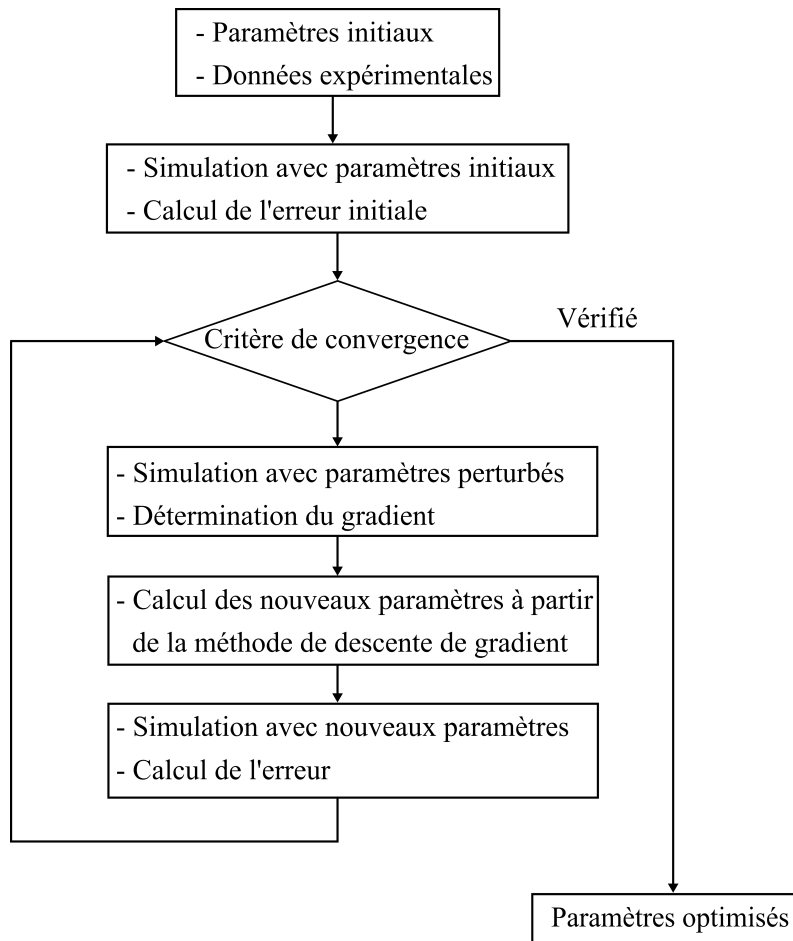 - Paramètres initiaux
- Données expérimentales
- Simulation avec paramètres initiaux
- Calcul de l'erreur initiale
Critère de convergence
Vérifié
- Simulation avec paramètres perturbés
- Détermination du gradient
- Calcul des nouveaux paramètres à partir
de la méthode de descente de gradient
- Simulation avec nouveaux paramètres
- Calcul de l'erreur
Paramètres optimisés